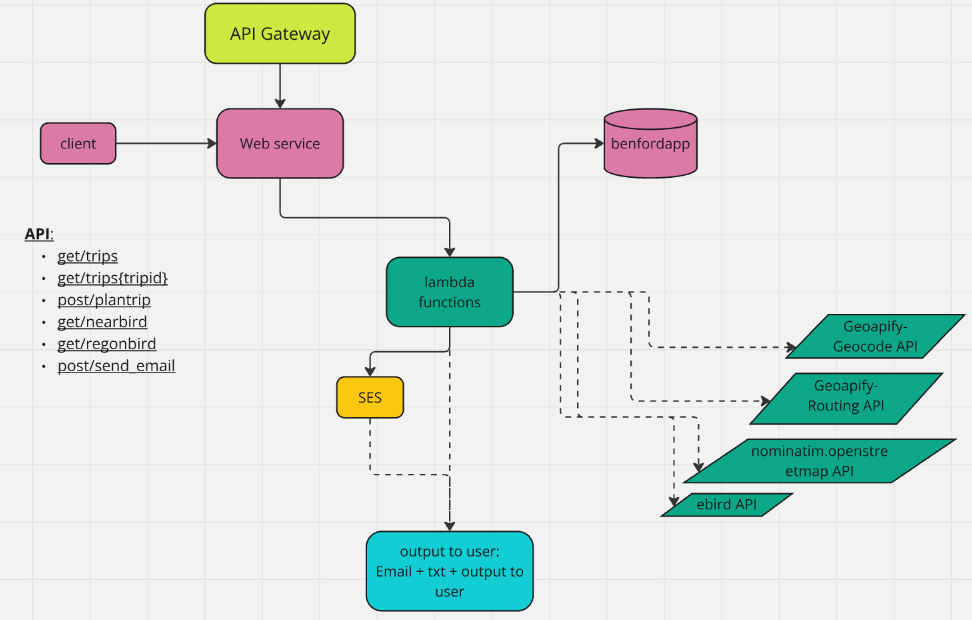 API Gateway
client
Web service
benfordapp
API:
• get/trips
• get/trips{tripid}
• post/plantrip
• get/nearbird
• get/regonbird
• post/send_email
lambda
functions
SES
Geoapify-
Geocode API
Geoapify-
Routing API
nominatim.openstre
etmap API
ebird API
output to user:
Email + txt + output to
user